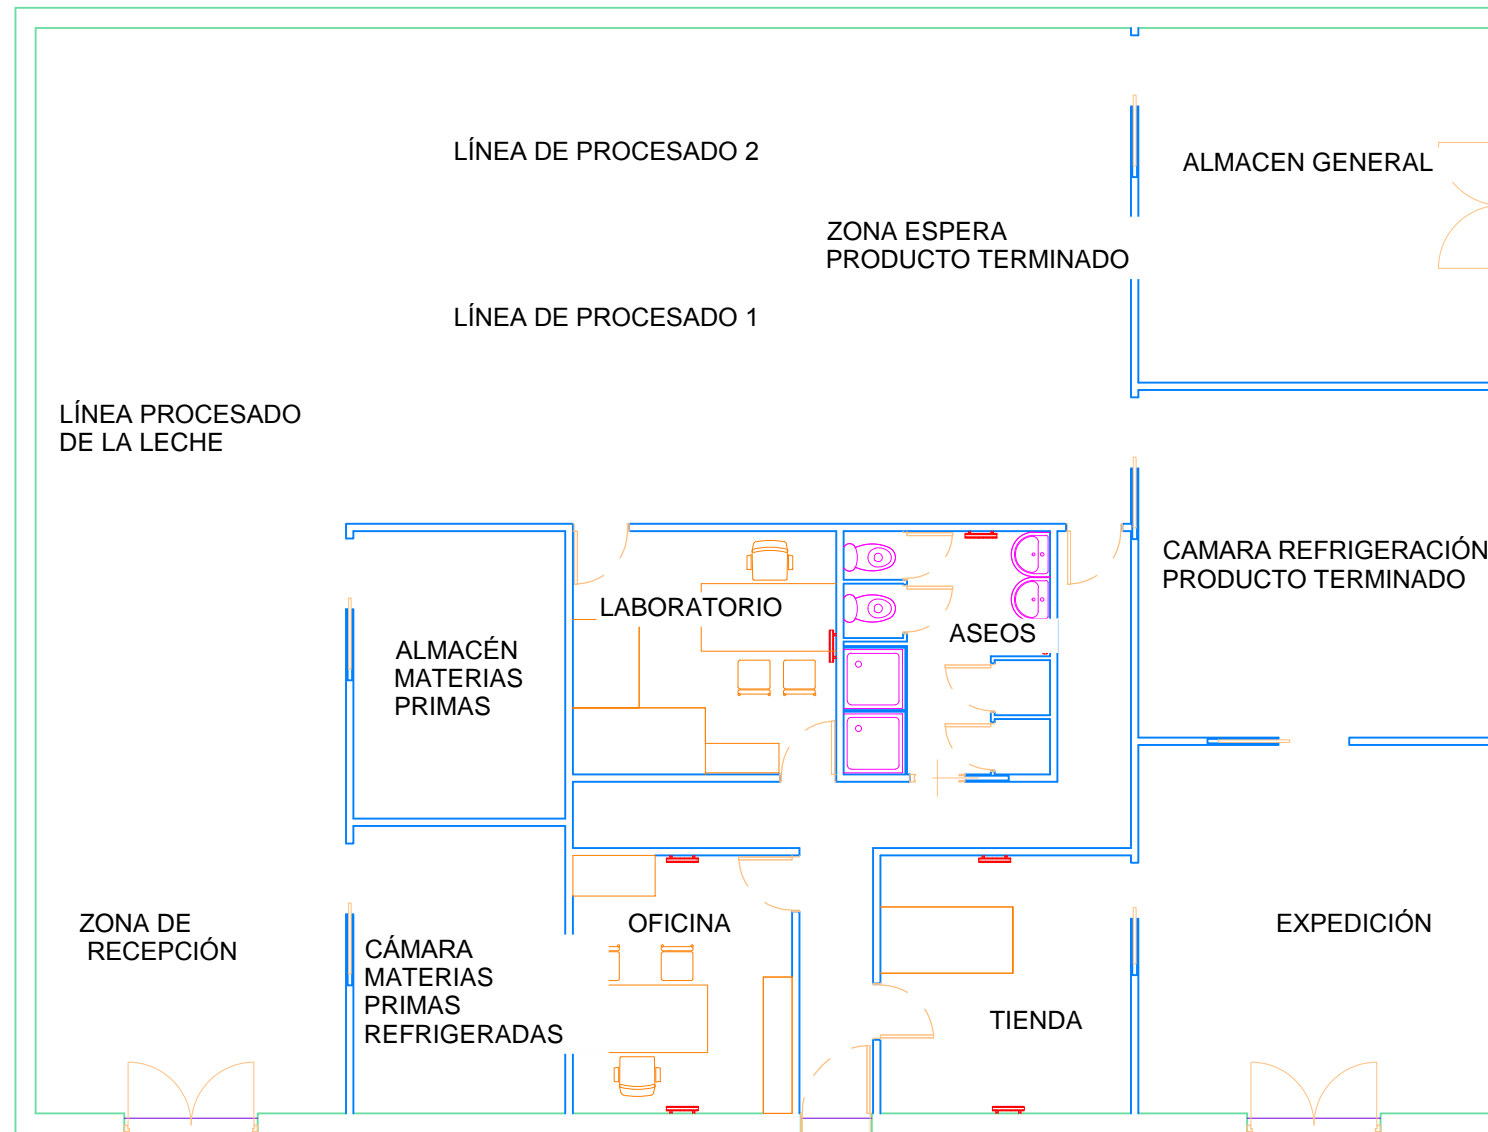 LÍNEA DE PROCESADO 2
ALMACEN GENERAL
ZONA ESPERA
PRODUCTO TERMINADO
LÍNEA DE PROCESADO 1
LÍNEA PROCESADO
DE LA LECHE
CAMARA REFRIGERACIÓN
PRODUCTO TERMINADO
LABORATORIO
ASEOS
ALMACÉN
MATERIAS
PRIMAS
ZONA DE
RECEPCIÓN
CÁMARA
MATERIAS
PRIMAS
REFRIGERADAS
OFICINA
TIENDA
EXPEDICIÓN